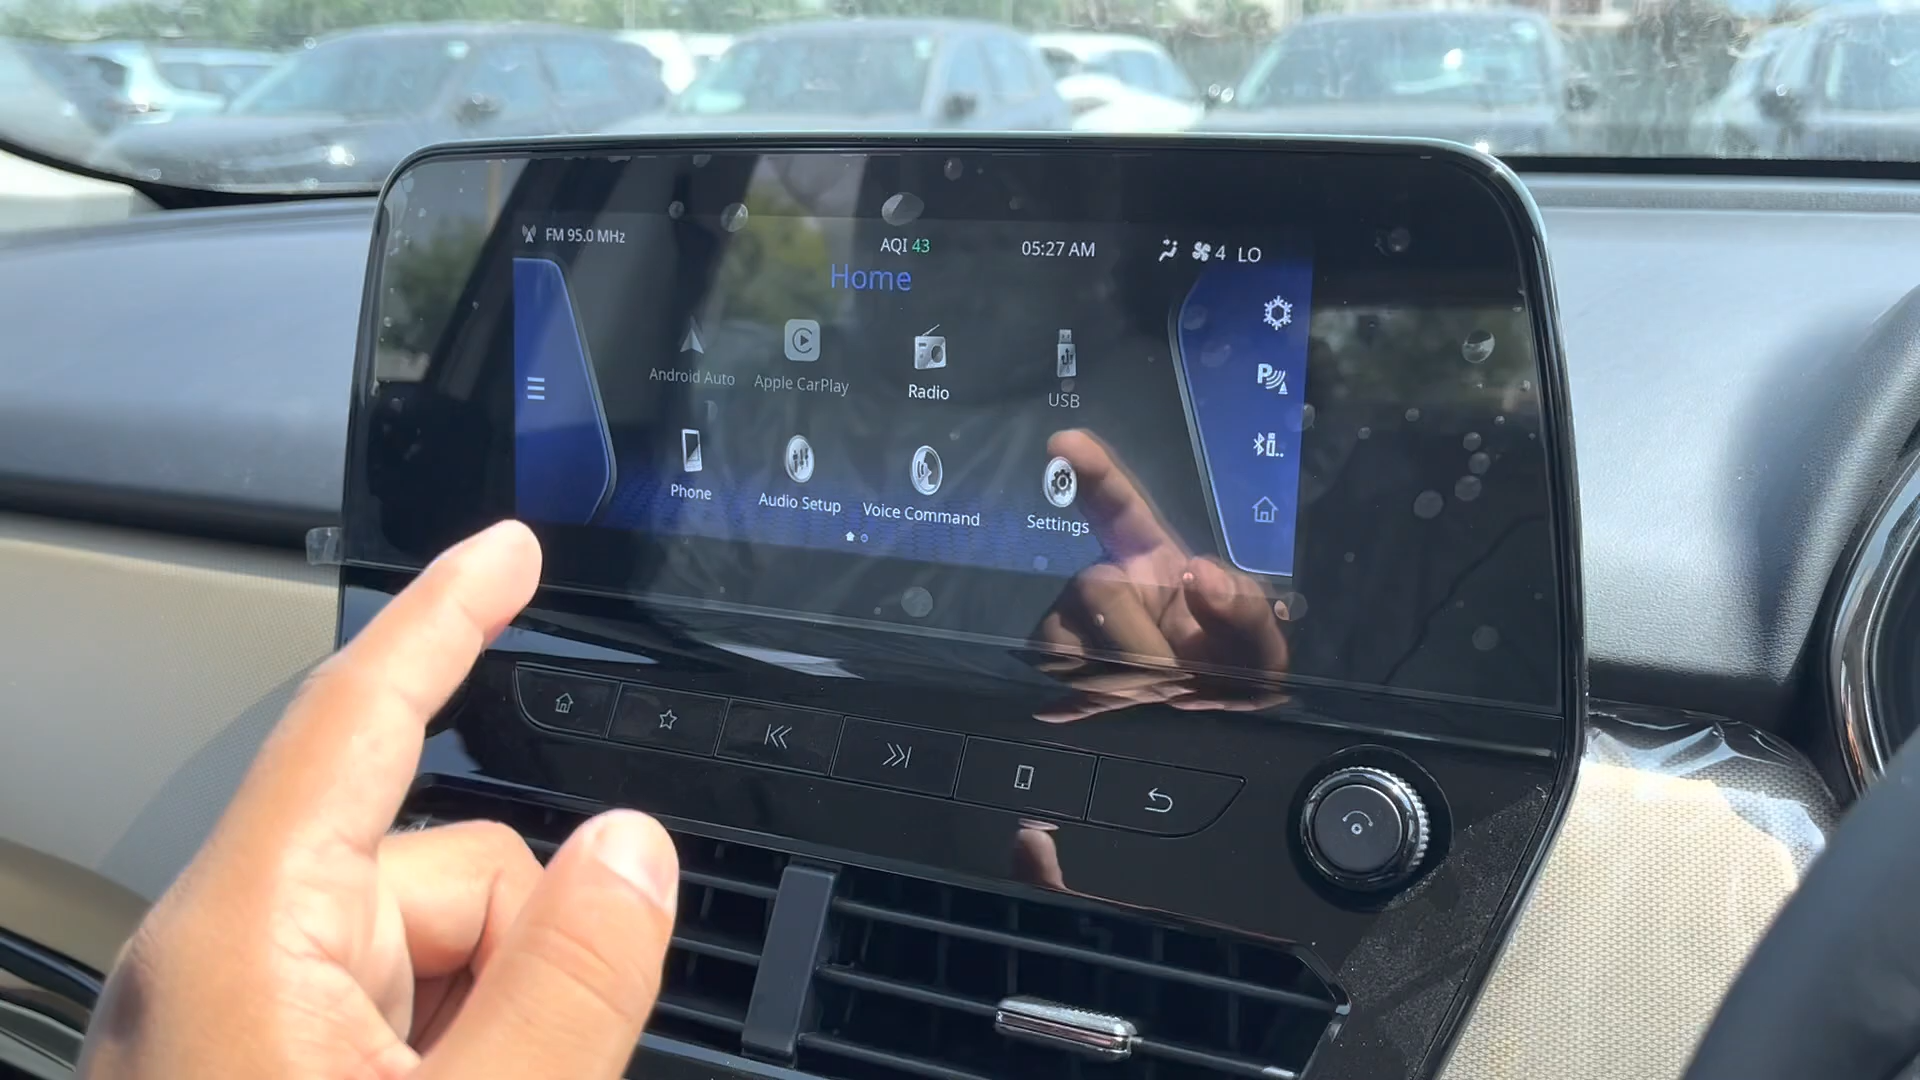 FM 95.0 MHz
AQI 43
05:27 AM
4 LO
Home
Android Auto
Apple CarPlay
Radio
USB
Phone
Audio Setup
Voice Command
Settings
P